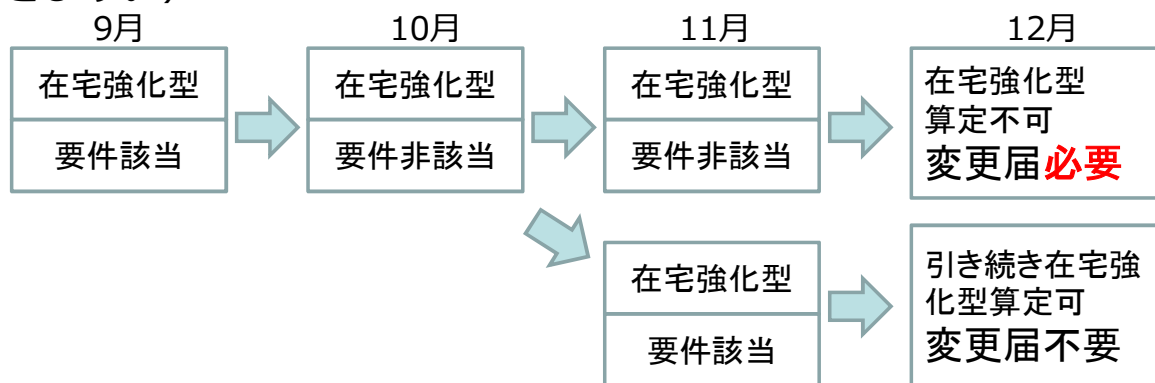 9月
10月
11月
12月
在宅強化型
要件該当
在宅強化型
要件非該当
在宅強化型
要件非該当
在宅強化型
算定不可
変更届必要
在宅強化型
要件該当
引き続き在宅強
化型算定可
変更届不要